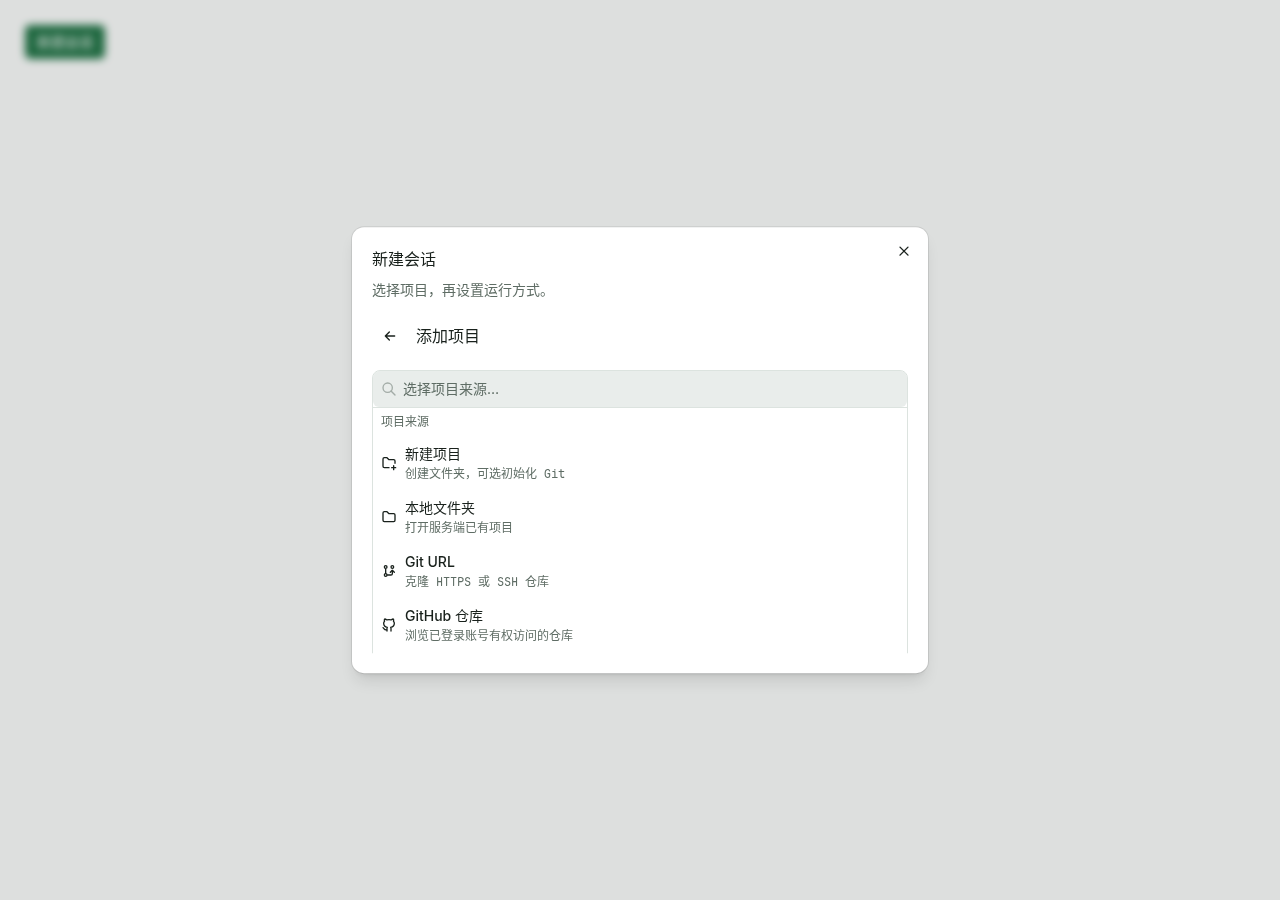 新建会话
选择项目，再设置运行方式。
添加项目
选择项目来源...
项目来源
新建项目
创建文件夹，可选初始化 Git
本地文件夹
打开服务端已有项目
Git URL
克隆 HTTPS 或 SSH 仓库
GitHub 仓库
浏览已登录账号有权访问的仓库